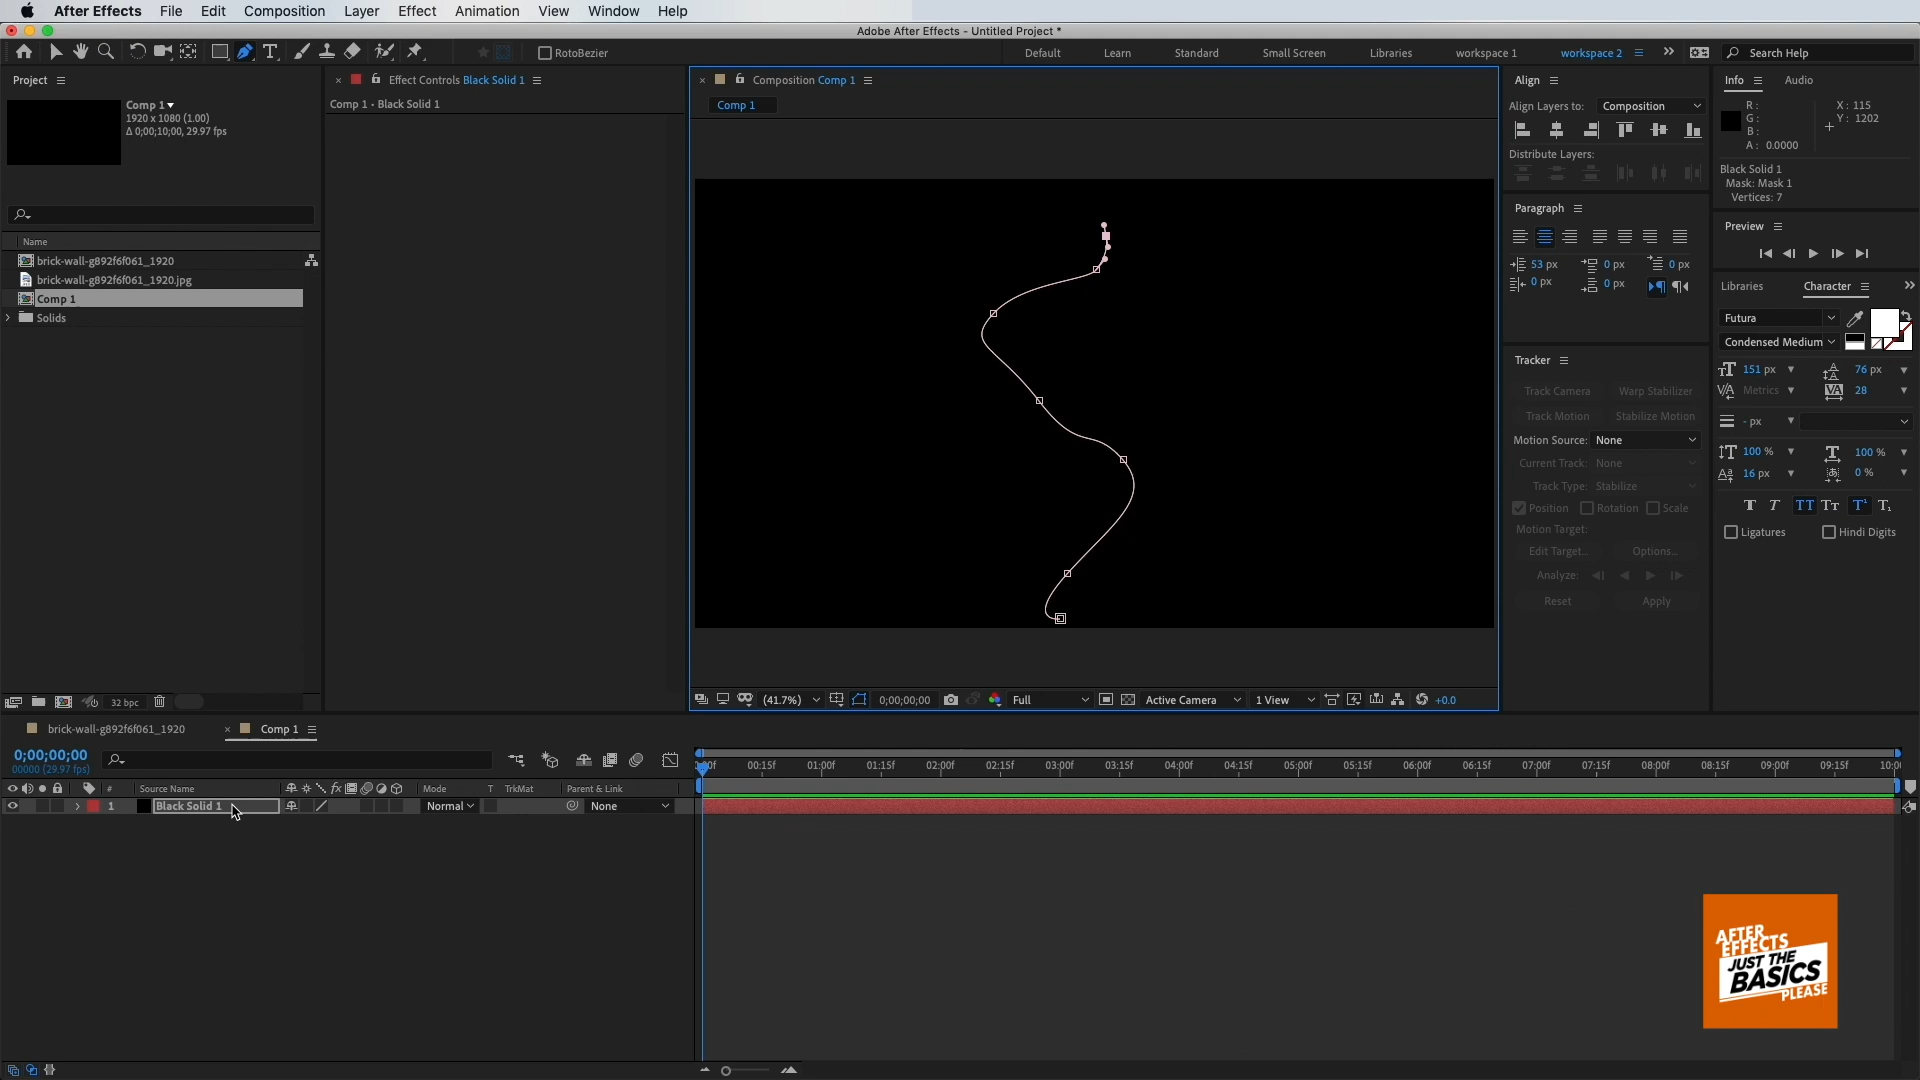 After Effects File Edit Composition Layer Effect Animation View Window Help
Adobe After Effects - Untitled Project *
RotoBezier Default Learn Standard Small Screen Libraries workspace 1 workspace 2 Search Help
Project
Effect Controls Black Solid 1
Composition Comp 1
Align
Info Audio
Comp 1
1920 x 1080 (1.00)
Δ 0;00;10;00, 29.97 fps
Comp 1 • Black Solid 1
Comp 1
Align Layers to: Composition
Distribute Layers:
R :
G :
B :
A : 0.0000
X : 115
Y : 1202
Black Solid 1
Mask: Mask 1
Vertices: 7
Name
brick-wall-g892f6f061_1920
brick-wall-g892f6f061_1920.jpg
Comp 1
Solids
Paragraph
53 px 0 px 0 px
0 px 0 px
Preview
Libraries Character
Futura
Condensed Medium
151 px 76 px
Metrics 28
- px
100 % 100 %
16 px 0 %
Ligatures Hindi Digits
Tracker
Track Camera Warp Stabilizer
Track Motion Stabilize Motion
Motion Source: None
Current Track: None
Track Type: Stabilize
Position Rotation Scale
Motion Target:
Edit Target... Options...
Analyze:
Reset Apply
32 bpc
(41.7%) 0;00;00;00 Full Active Camera 1 View +0.0
brick-wall-g892f6f061_1920 Comp 1
0;00;00;00
00000 (29.97 fps)
00:15f 01:00f 01:15f 02:00f 02:15f 03:00f 03:15f 04:00f 04:15f 05:00f 05:15f 06:00f 06:15f 07:00f 07:15f 08:00f 08:15f 09:00f 09:15f
# Source Name Mode T TrkMat Parent & Link
1 Black Solid 1 Normal None
AFTER
EFFECTS
JUST THE
BASICS
PLEASE